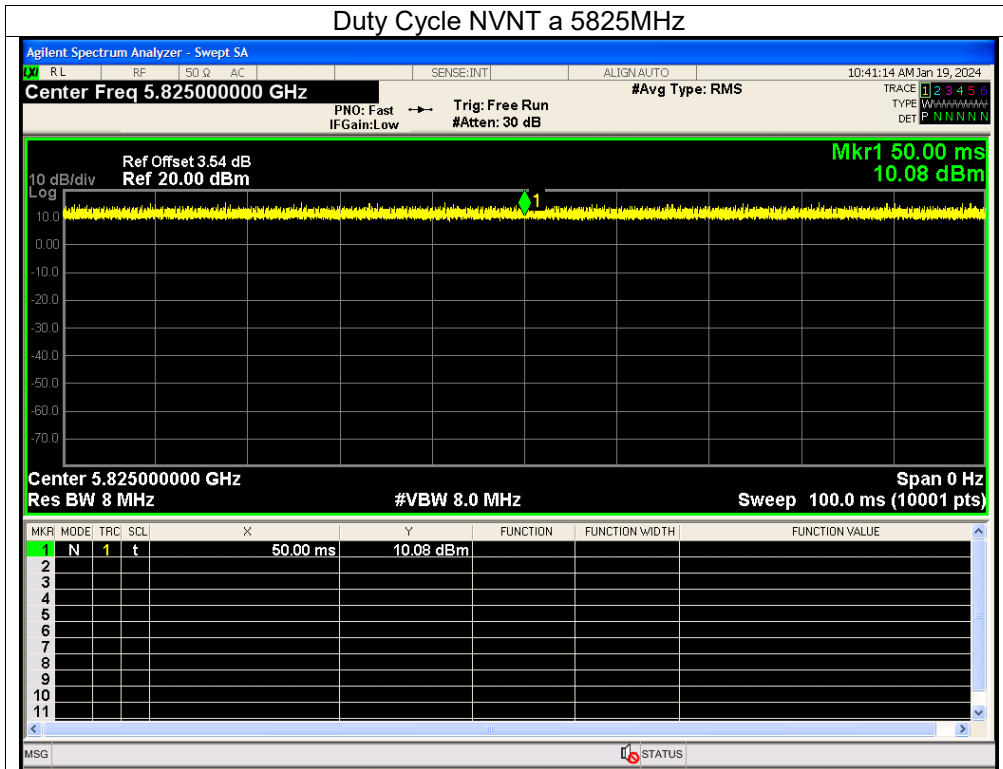 Duty Cycle NVNT a 5825MHz
Agilent Spectrum Analyzer - Swept SA
LXI RL RF 50 Ω AC SENSE:INT ALIGN AUTO 10:41:14 AM Jan 19, 2024
Center Freq 5.825000000 GHz #Avg Type: RMS TRACE 1 2 3 4 5 6
PNO: Fast Trig: Free Run TYPE W
IFGain:Low #Atten: 30 dB DET P N N N N N
Mkr1 50.00 ms
Ref Offset 3.54 dB
10 dB/div Ref 20.00 dBm 10.08 dBm
Log
1
10.0
0.00
-10.0
-20.0
-30.0
-40.0
-50.0
-60.0
-70.0
Center 5.825000000 GHz Span 0 Hz
Res BW 8 MHz #VBW 8.0 MHz Sweep 100.0 ms (10001 pts)
MKR MODE TRC SCL X Y FUNCTION FUNCTION WIDTH FUNCTION VALUE
1 N 1 t 50.00 ms 10.08 dBm
2
3
4
5
6
7
8
9
10
11
MSG STATUS